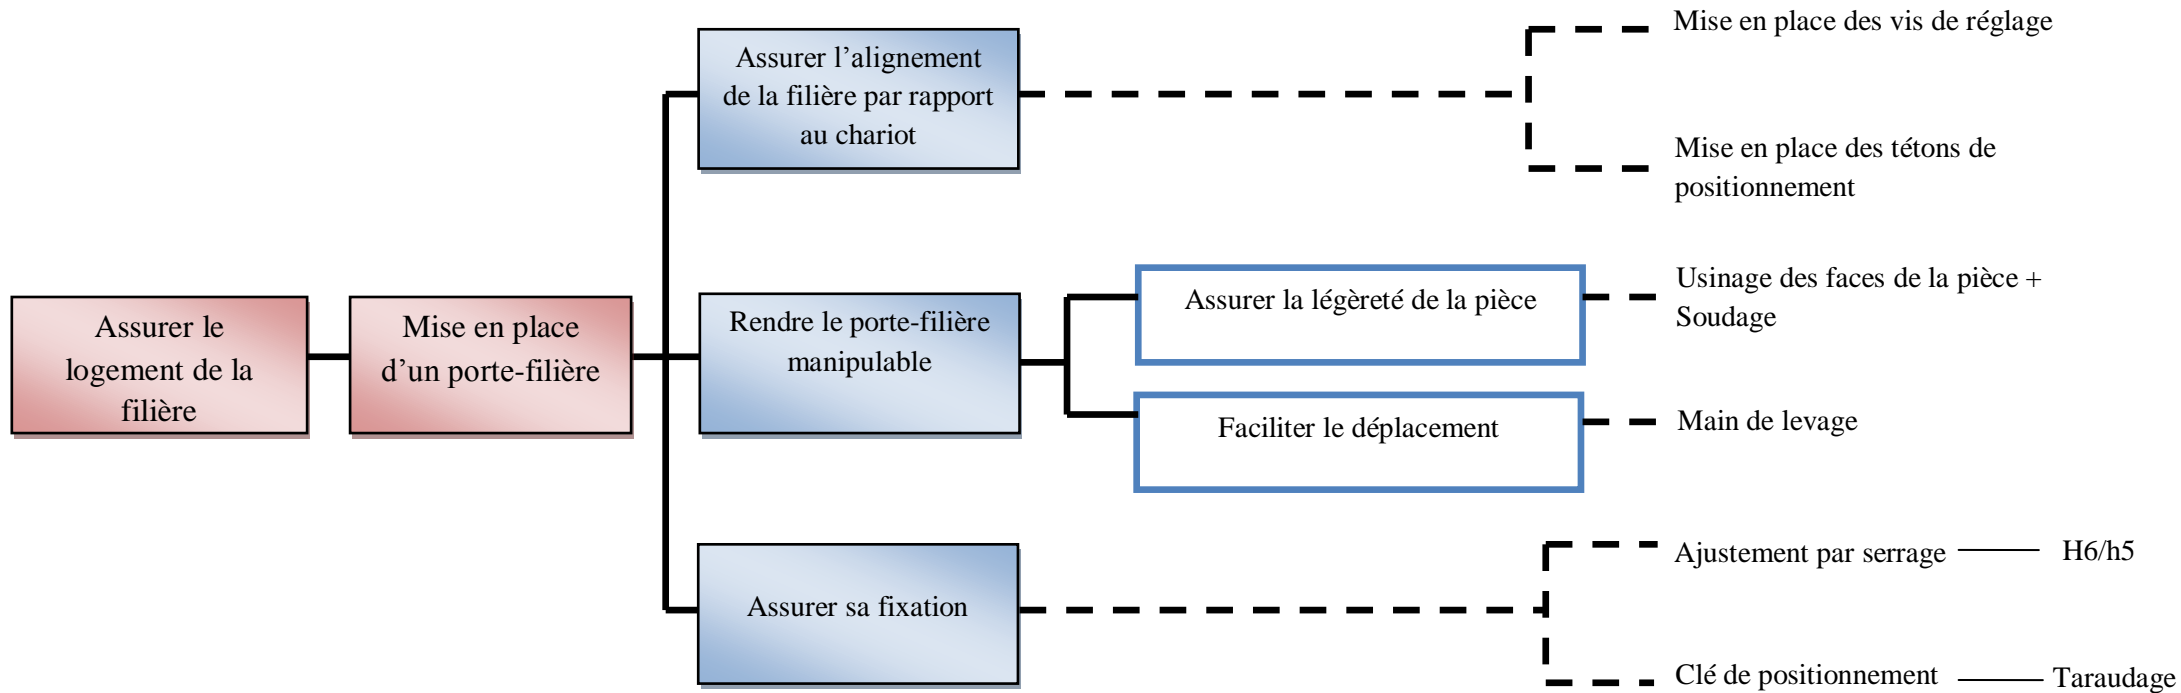 Mise en place des vis de réglage
Assurer l’alignement
de la filière par rapport
au chariot
Mise en place des tétons de
positionnement
Assurer le
logement de la
filière
Mise en place
d’un porte-filière
Rendre le porte-filière
manipulable
Assurer la légèreté de la pièce
Usinage des faces de la pièce +
Soudage
Faciliter le déplacement
Main de levage
Assurer sa fixation
Ajustement par serrage
H6/h5
Clé de positionnement
Taraudage